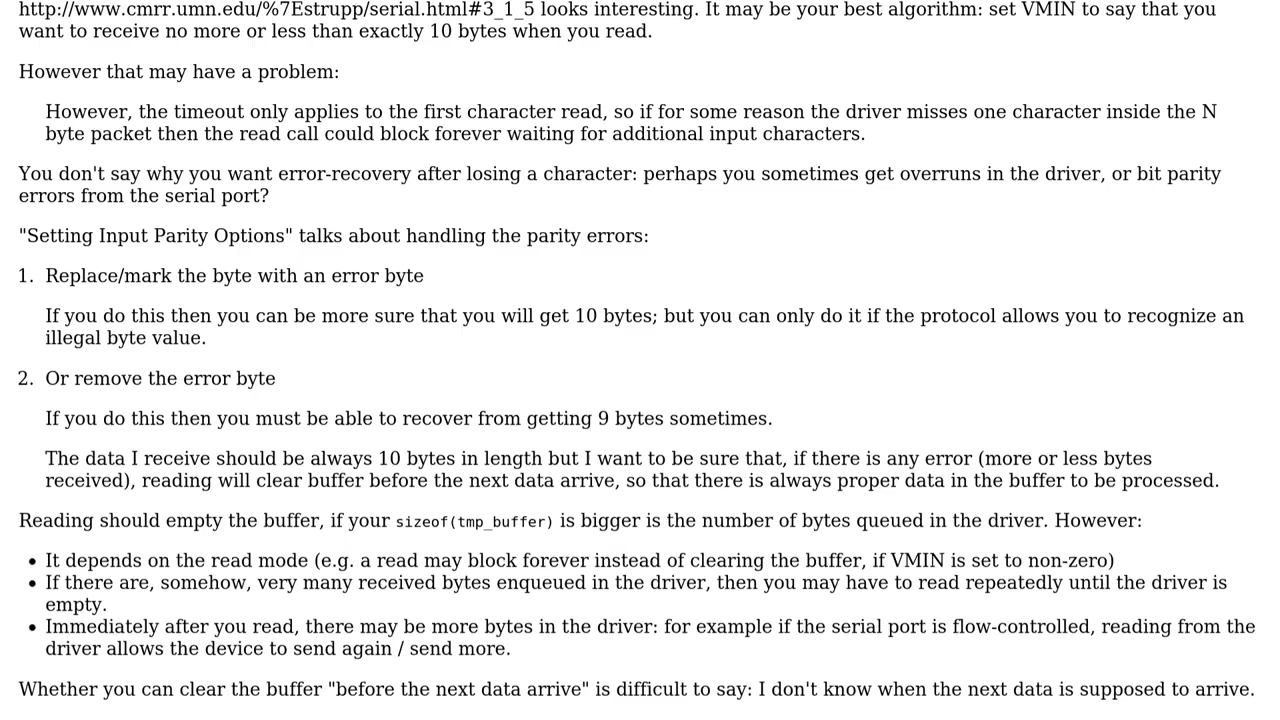 http://www.cmrr.umn.edu/%7Estrupp/serial.html#3_1_5 looks interesting. It may be your best algorithm: set VMIN to say that you
want to receive no more or less than exactly 10 bytes when you read.
However that may have a problem:
However, the timeout only applies to the first character read, so if for some reason the driver misses one character inside the N
byte packet then the read call could block forever waiting for additional input characters.
You don't say why you want error-recovery after losing a character: perhaps you sometimes get overruns in the driver, or bit parity
errors from the serial port?
"Setting Input Parity Options" talks about handling the parity errors:
1. Replace/mark the byte with an error byte
If you do this then you can be more sure that you will get 10 bytes; but you can only do it if the protocol allows you to recognize an
illegal byte value.
2. Or remove the error byte
If you do this then you must be able to recover from getting 9 bytes sometimes.
The data I receive should be always 10 bytes in length but I want to be sure that, if there is any error (more or less bytes
received), reading will clear buffer before the next data arrive, so that there is always proper data in the buffer to be processed.
Reading should empty the buffer, if your sizeof(tmp_buffer) is bigger is the number of bytes queued in the driver. However:
• It depends on the read mode (e.g. a read may block forever instead of clearing the buffer, if VMIN is set to non-zero)
• If there are, somehow, very many received bytes enqueued in the driver, then you may have to read repeatedly until the driver is
empty.
• Immediately after you read, there may be more bytes in the driver: for example if the serial port is flow-controlled, reading from the
driver allows the device to send again / send more.
Whether you can clear the buffer "before the next data arrive" is difficult to say: I don't know when the next data is supposed to arrive.